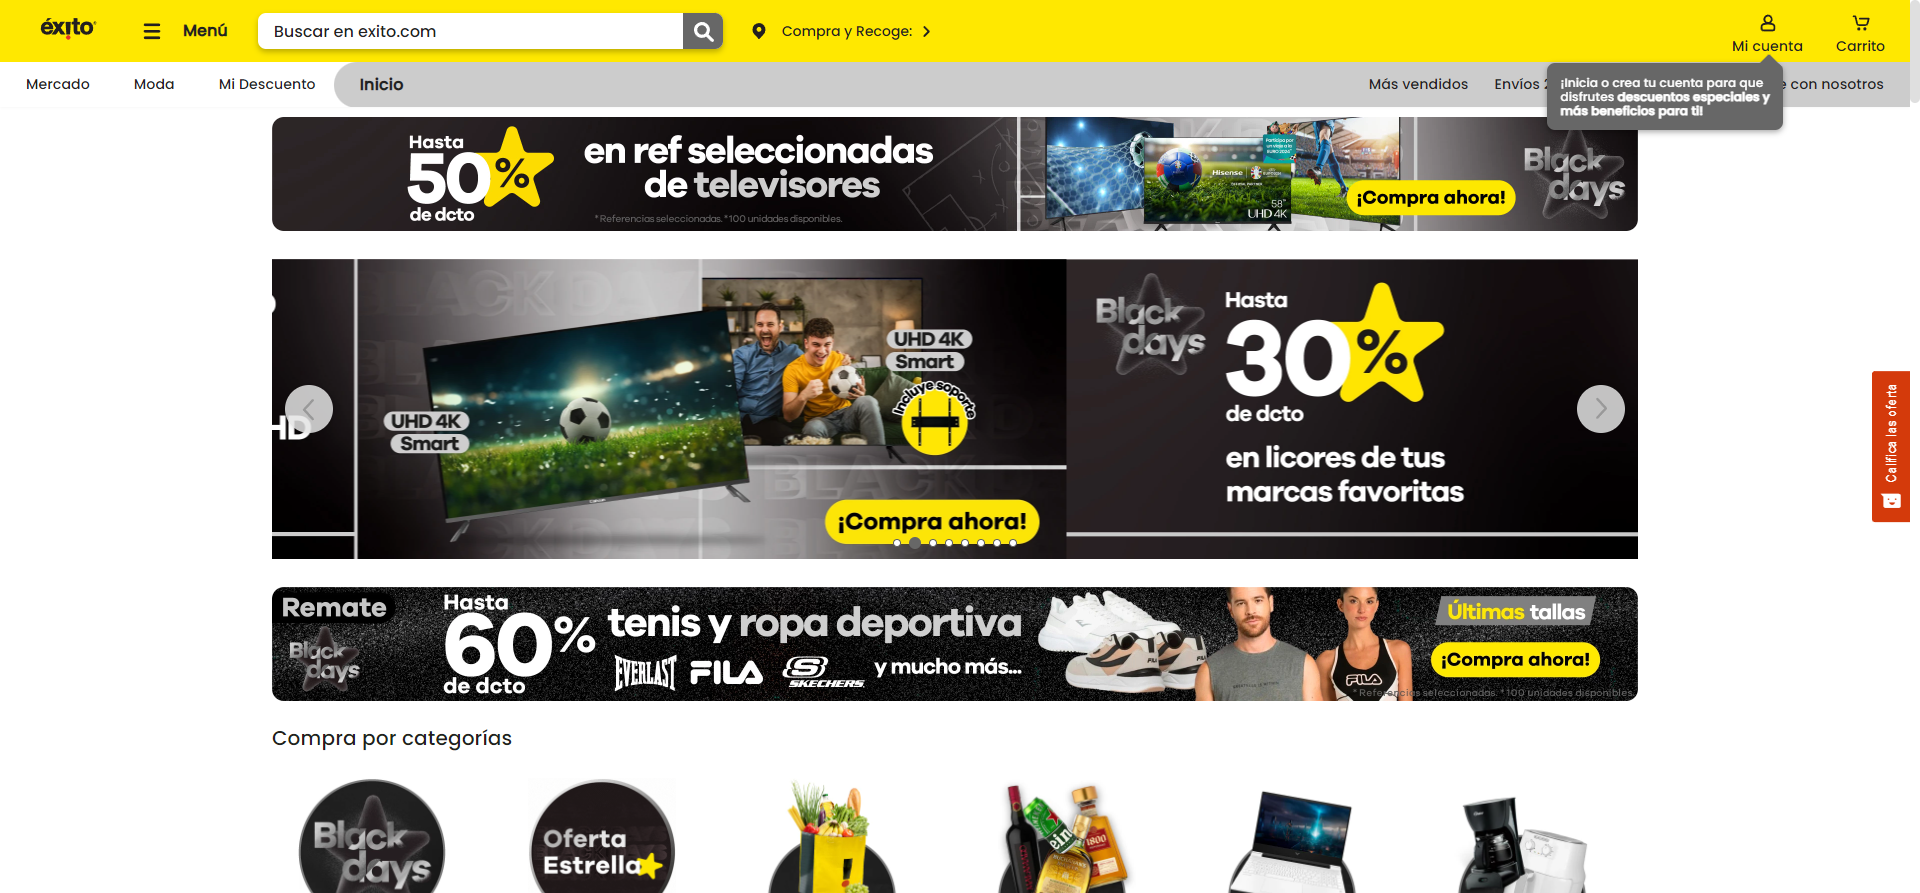 éxito
Menú
Buscar en exito.com
Compra y Recoge:
Mi cuenta
Carrito
Mercado
Moda
Mi Descuento
Inicio
Más vendidos
Envíos
con nosotros
¡Inicia o crea tu cuenta para que
disfrutes descuentos especiales y
más beneficios para ti!
Hasta
50%
de dcto
en ref seleccionadas
de televisores
*Referencias seleccionadas. *100 unidades disponibles.
Hisense
58"
UHD 4K
¡Compra ahora!
Black
days
HD
UHD 4K
Smart
UHD 4K
Smart
Incluye soporte
¡Compra ahora!
Black
days
Hasta
30%
de dcto
en licores de tus
marcas favoritas
Califica las oferta
Remate
Black
days
Hasta
60%
de dcto
tenis y ropa deportiva
EVERLAST
FILA
SKECHERS
y mucho más...
FILA
Últimas tallas
¡Compra ahora!
*Referencias seleccionadas. *100 unidades disponibles.
Compra por categorías
Black
days
Oferta
Estrella
1800